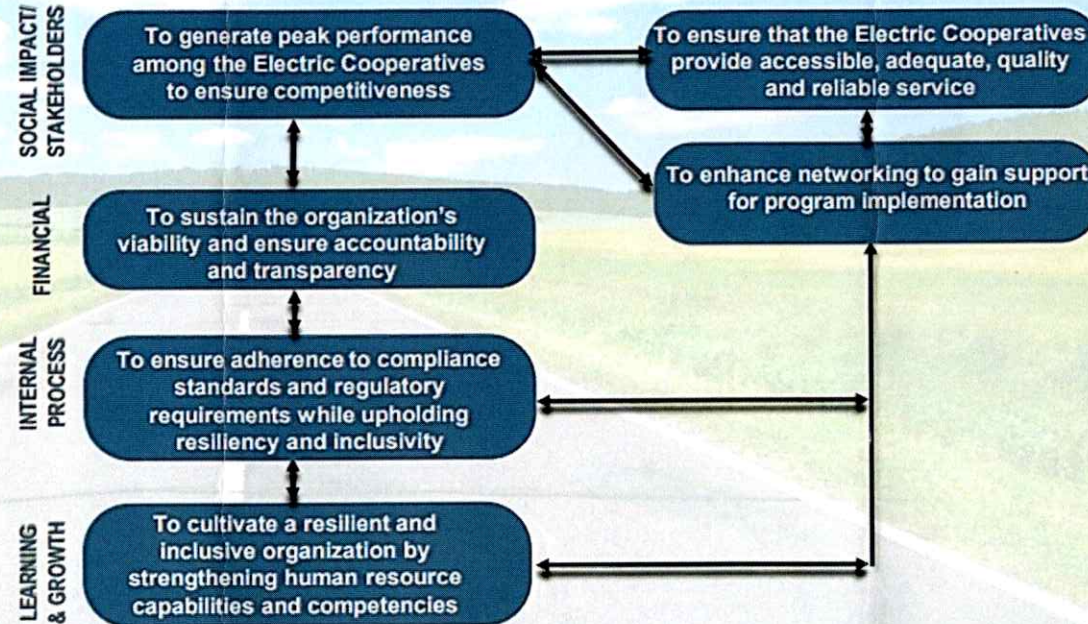 SOCIAL IMPACT/
STAKEHOLDERS
To generate peak performance
among the Electric Cooperatives
to ensure competitiveness
To ensure that the Electric Cooperatives
provide accessible, adequate, quality
and reliable service
To enhance networking to gain support
for program implementation
FINANCIAL
To sustain the organization's
viability and ensure accountability
and transparency
INTERNAL
PROCESS
To ensure adherence to compliance
standards and regulatory
requirements while upholding
resiliency and inclusivity
LEARNING
& GROWTH
To cultivate a resilient and
inclusive organization by
strengthening human resource
capabilities and competencies